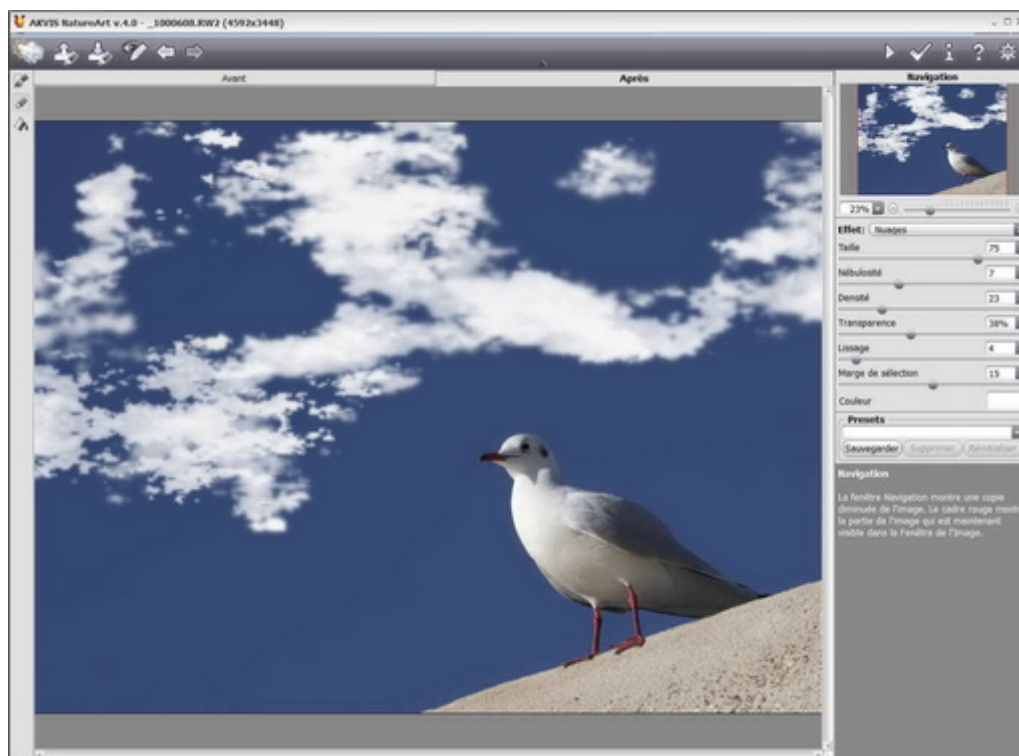 AKVIS NatureArt v.4.0 - _1000608.RW2 (4592x3448)
Avant
Après
Navigation
23%
Effet: Nuages
Taille 75
Nébulosité 7
Densité 23
Transparence 38%
Lissage 4
Marge de sélection 15
Couleur
Presets
Sauvegarder Supprimer Réinitialiser
Navigation
La fenêtre Navigation montre une copie
diminuée de l'image. Le cadre rouge montr
la partie de l'image qui est maintenant
visible dans la Fenêtre de l'Image.